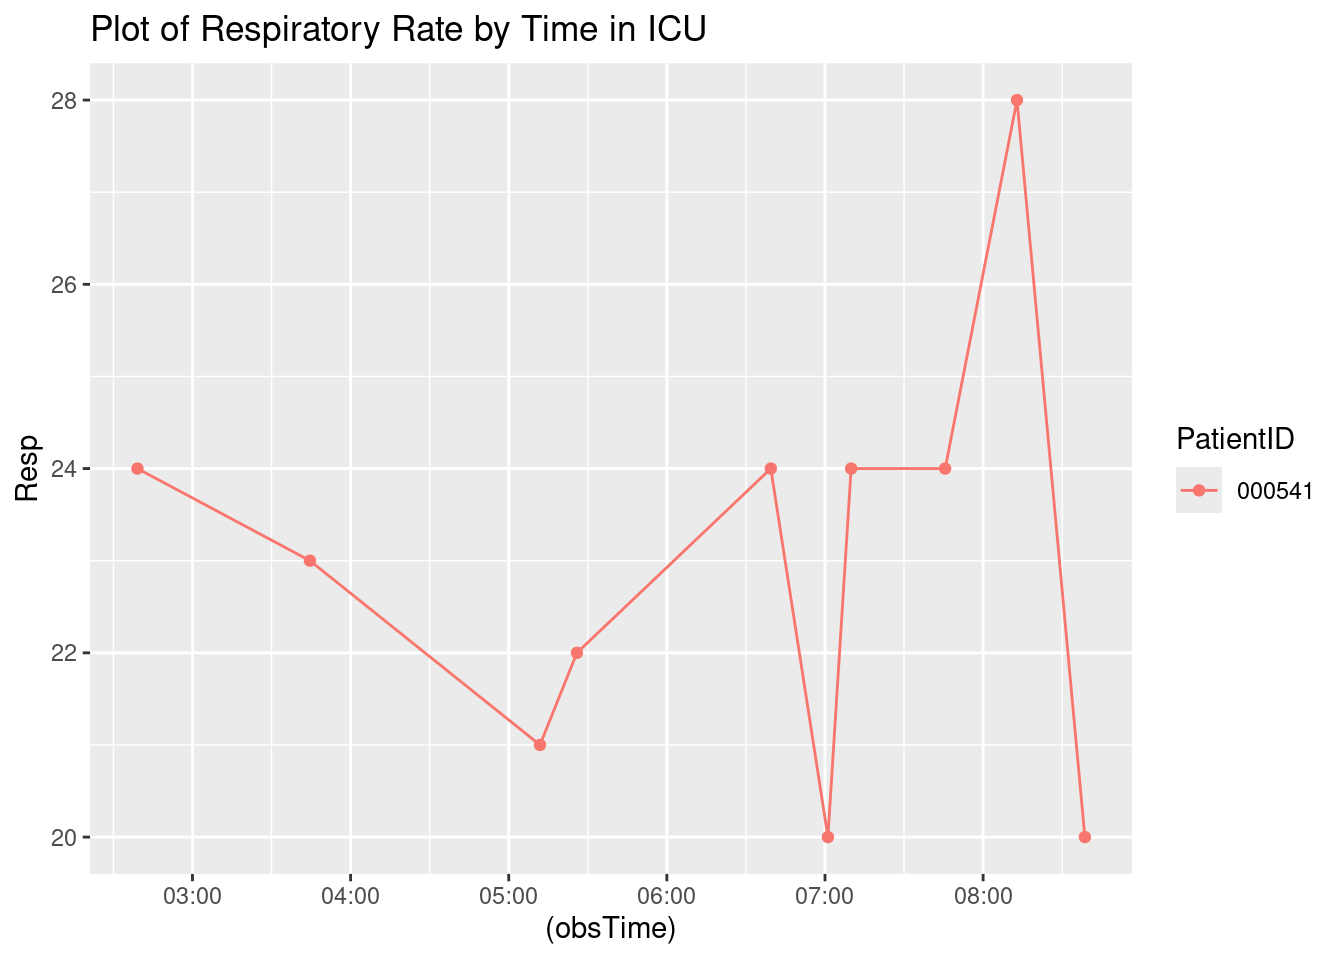 Plot of Respiratory Rate by Time in ICU
28
26
24
22
20
Resp
03:00 04:00 05:00 06:00 07:00 08:00
(obsTime)
PatientID
000541